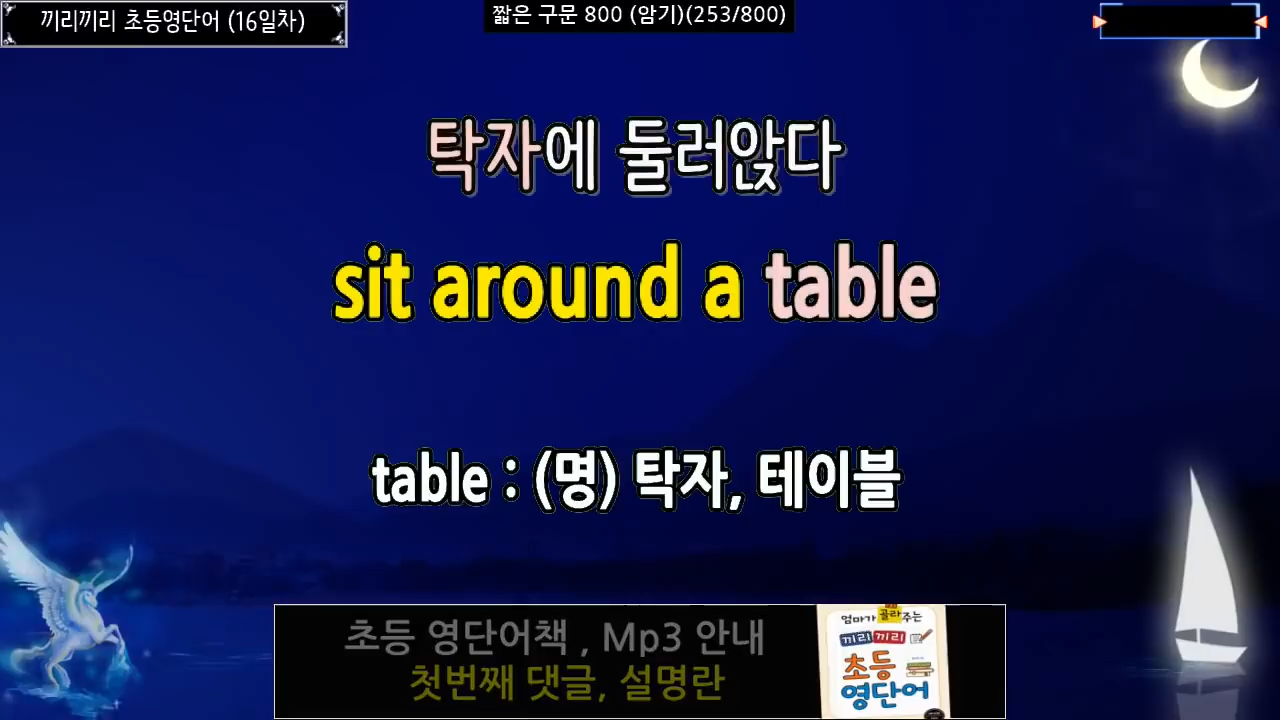 끼리끼리 초등영단어 (16일차)
짧은 구문 800 (암기)(253/800)
탁자에 둘러앉다
sit around a table
table : (명) 탁자, 테이블
초등 영단어책 , Mp3 안내
첫번째 댓글, 설명란
엄마가 골라주는
끼리끼리
초등
영단어